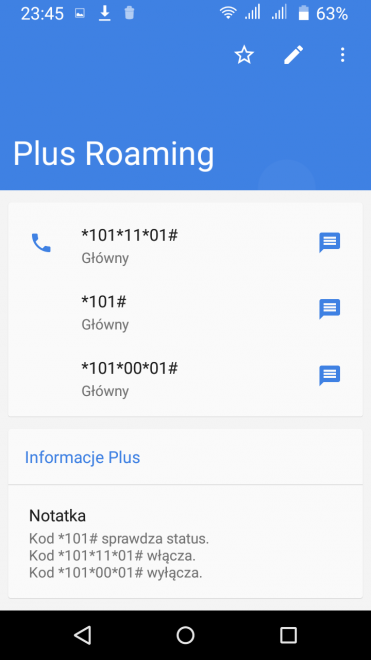 23:45 63%
Plus Roaming
*101*11*01#
Główny
*101#
Główny
*101*00*01#
Główny
Informacje Plus
Notatka
Kod *101# sprawdza status.
Kod *101*11*01# włącza.
Kod *101*00*01# wyłącza.